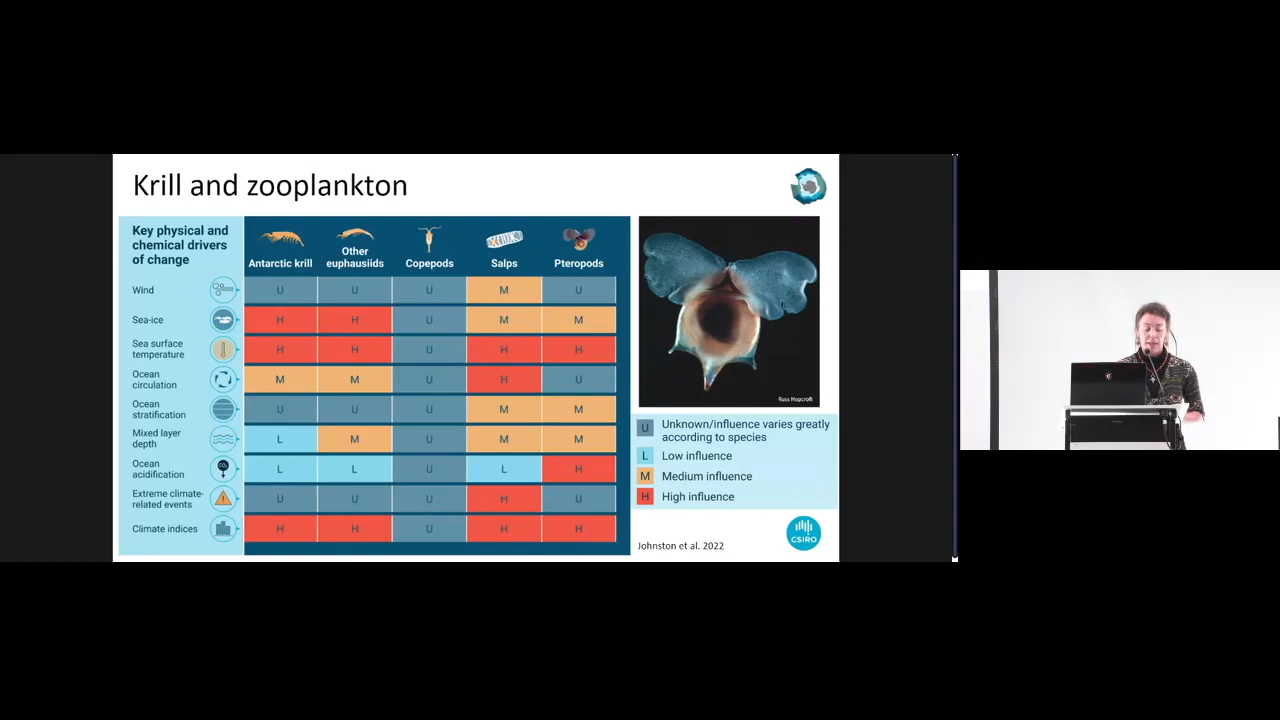 Krill and zooplankton
Key physical and
chemical drivers
of change
Antarctic krill
Other
euphausiids
Copepods
Salps
Pteropods
Wind
U U U M U
Sea-ice
H H U M M
Sea surface
temperature
H H U H H
Ocean
circulation
M M U H U
Ocean
stratification
U U U M M
Mixed layer
depth
L M U M M
CO₂
Ocean
acidification
L L U L H
Extreme climate-
related events
U U U H U
Climate indices
H H U H H
Russ Hopcroft
U Unknown/influence varies greatly
according to species
L Low influence
M Medium influence
H High influence
Johnston et al. 2022
CSIRO